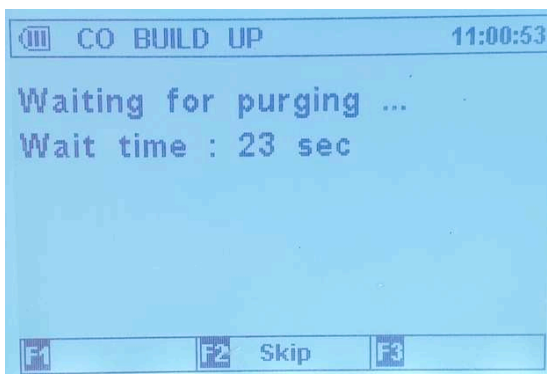 CO BUILD UP 11:00:53
Waiting for purging ...
Wait time : 23 sec
F1 F2 Skip F3